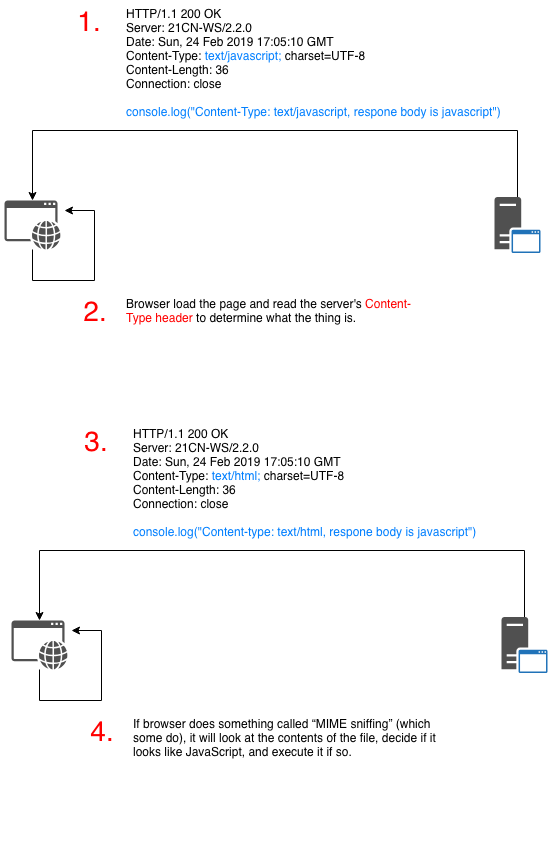 1.
HTTP/1.1 200 OK
Server: 21CN-WS/2.2.0
Date: Sun, 24 Feb 2019 17:05:10 GMT
Content-Type: text/javascript; charset=UTF-8
Content-Length: 36
Connection: close
console.log("Content-Type: text/javascript, respone body is javascript")
2.
Browser load the page and read the server's Content-
Type header to determine what the thing is.
3.
HTTP/1.1 200 OK
Server: 21CN-WS/2.2.0
Date: Sun, 24 Feb 2019 17:05:10 GMT
Content-Type: text/html; charset=UTF-8
Content-Length: 36
Connection: close
console.log("Content-type: text/html, respone body is javascript")
4.
If browser does something called “MIME sniffing” (which
some do), it will look at the contents of the file, decide if it
looks like JavaScript, and execute it if so.